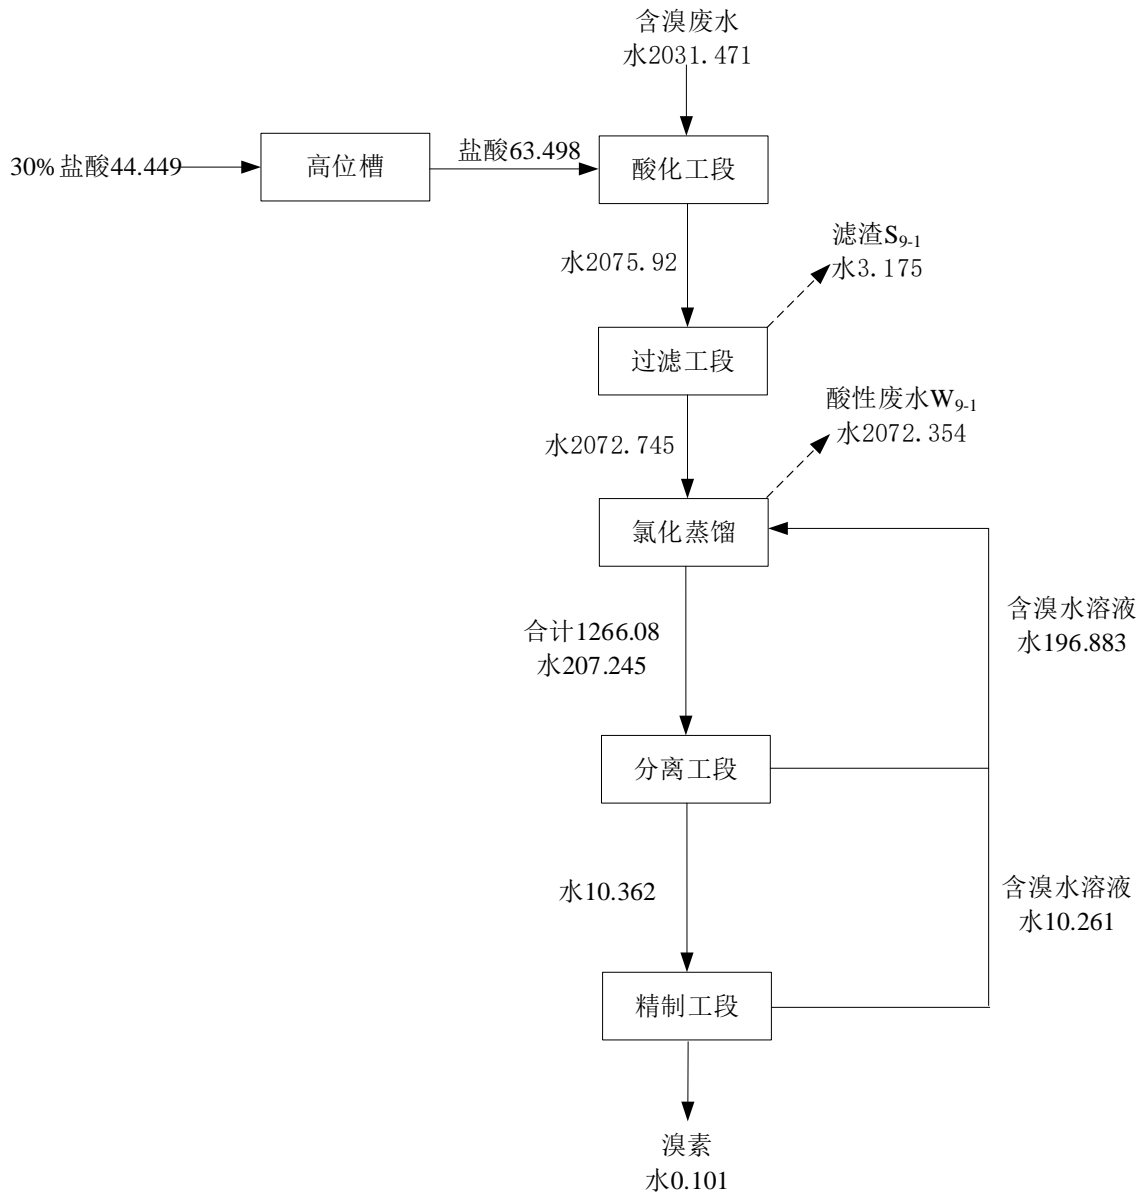 含溴废水
水2031.471
30%盐酸44.449
高位槽
盐酸63.498
酸化工段
水2075.92
滤渣S9-1
水3.175
过滤工段
水2072.745
酸性废水W9-1
水2072.354
氯化蒸馏
合计1266.08
水207.245
含溴水溶液
水196.883
分离工段
水10.362
含溴水溶液
水10.261
精制工段
溴素
水0.101